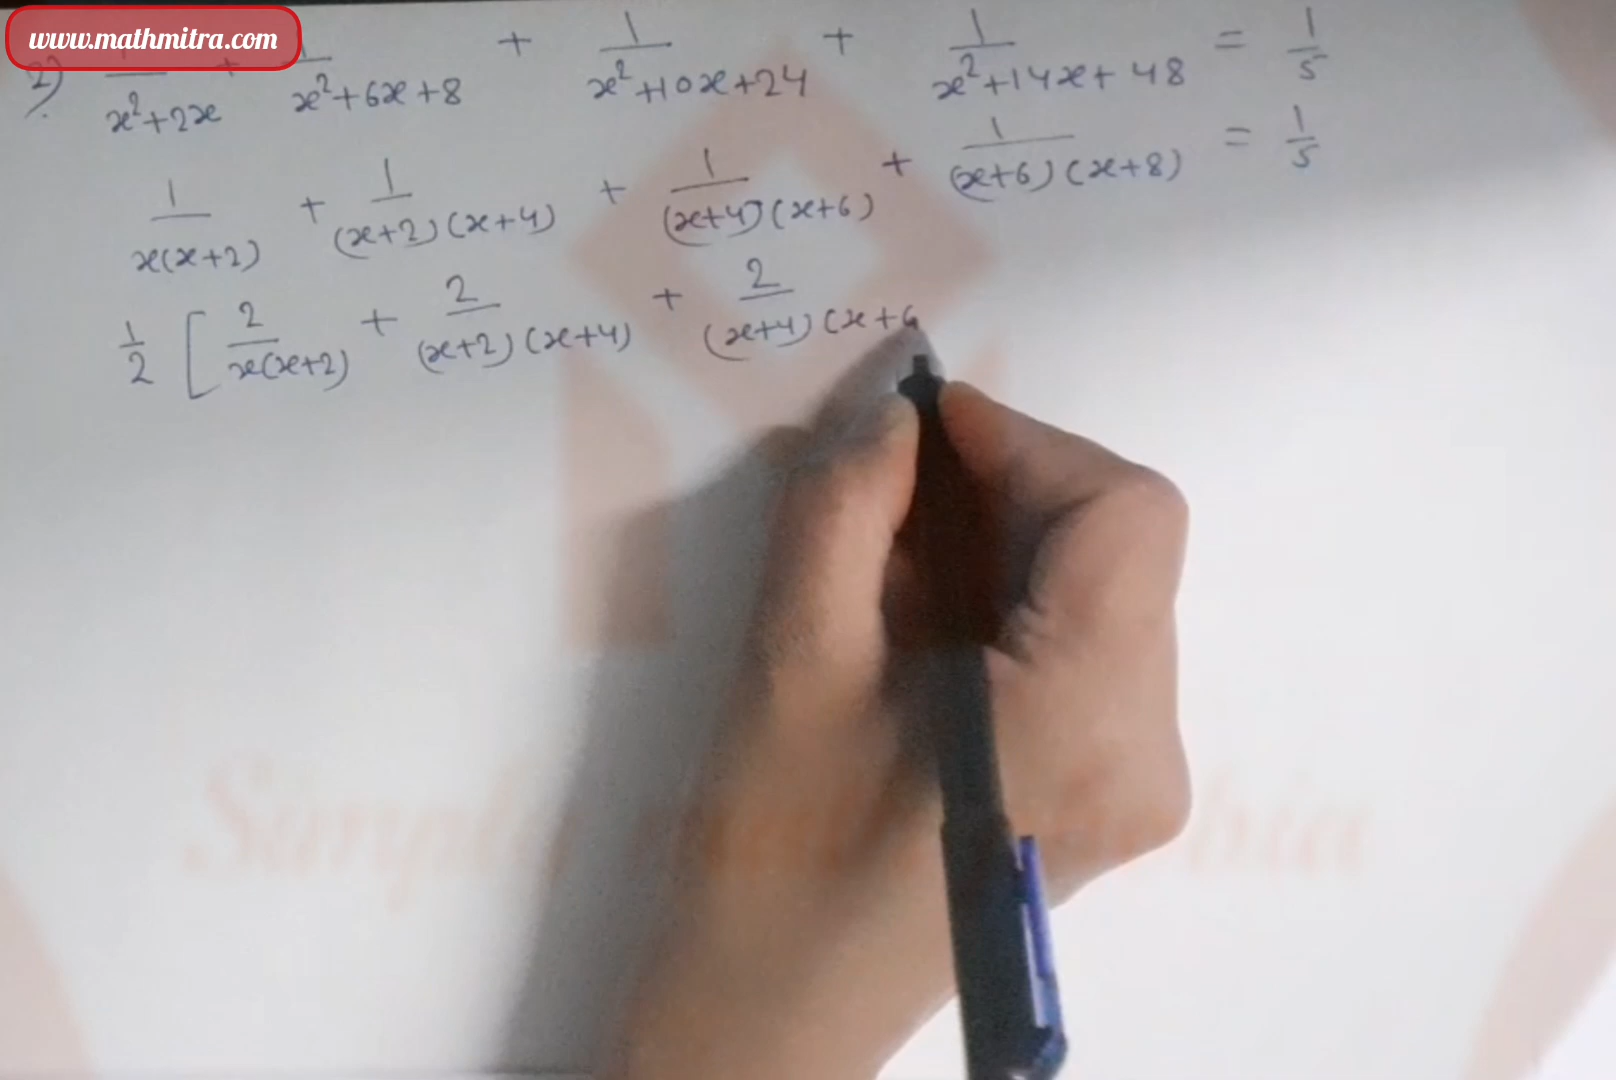 www.mathmitra.com
2) 1/x²+2x + 1/x²+6x+8 + 1/x²+10x+24 + 1/x²+14x+48 = 1/5
1/x(x+2) + 1/(x+2)(x+4) + 1/(x+4)(x+6) + 1/(x+6)(x+8) = 1/5
1/2 [ 2/x(x+2) + 2/(x+2)(x+4) + 2/(x+4)(x+6